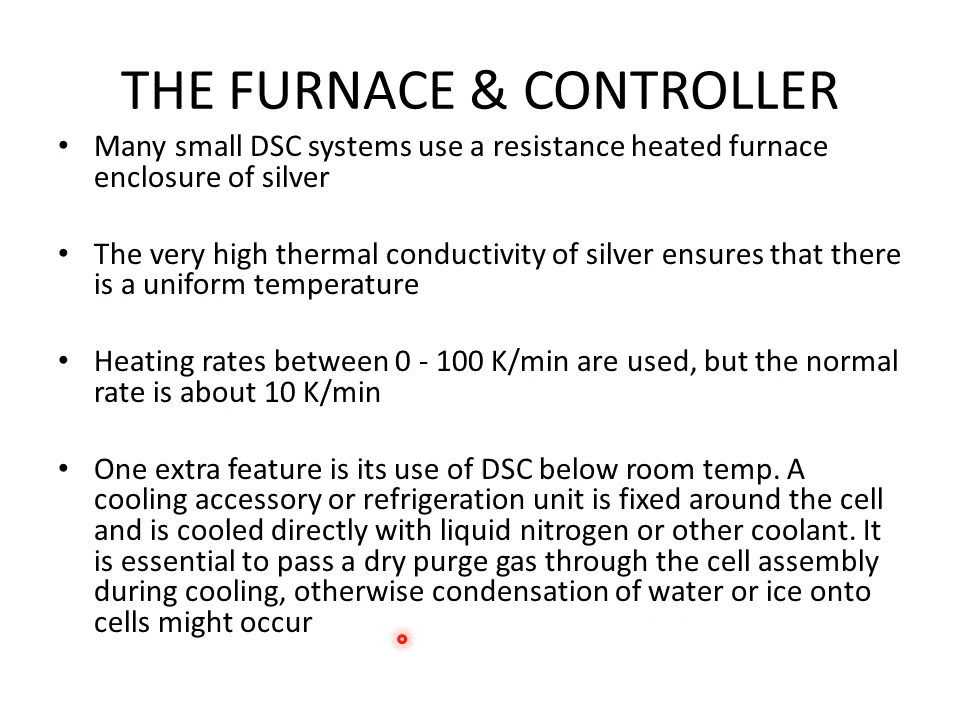 THE FURNACE & CONTROLLER
• Many small DSC systems use a resistance heated furnace
enclosure of silver
• The very high thermal conductivity of silver ensures that there
is a uniform temperature
• Heating rates between 0 - 100 K/min are used, but the normal
rate is about 10 K/min
• One extra feature is its use of DSC below room temp. A
cooling accessory or refrigeration unit is fixed around the cell
and is cooled directly with liquid nitrogen or other coolant. It
is essential to pass a dry purge gas through the cell assembly
during cooling, otherwise condensation of water or ice onto
cells might occur